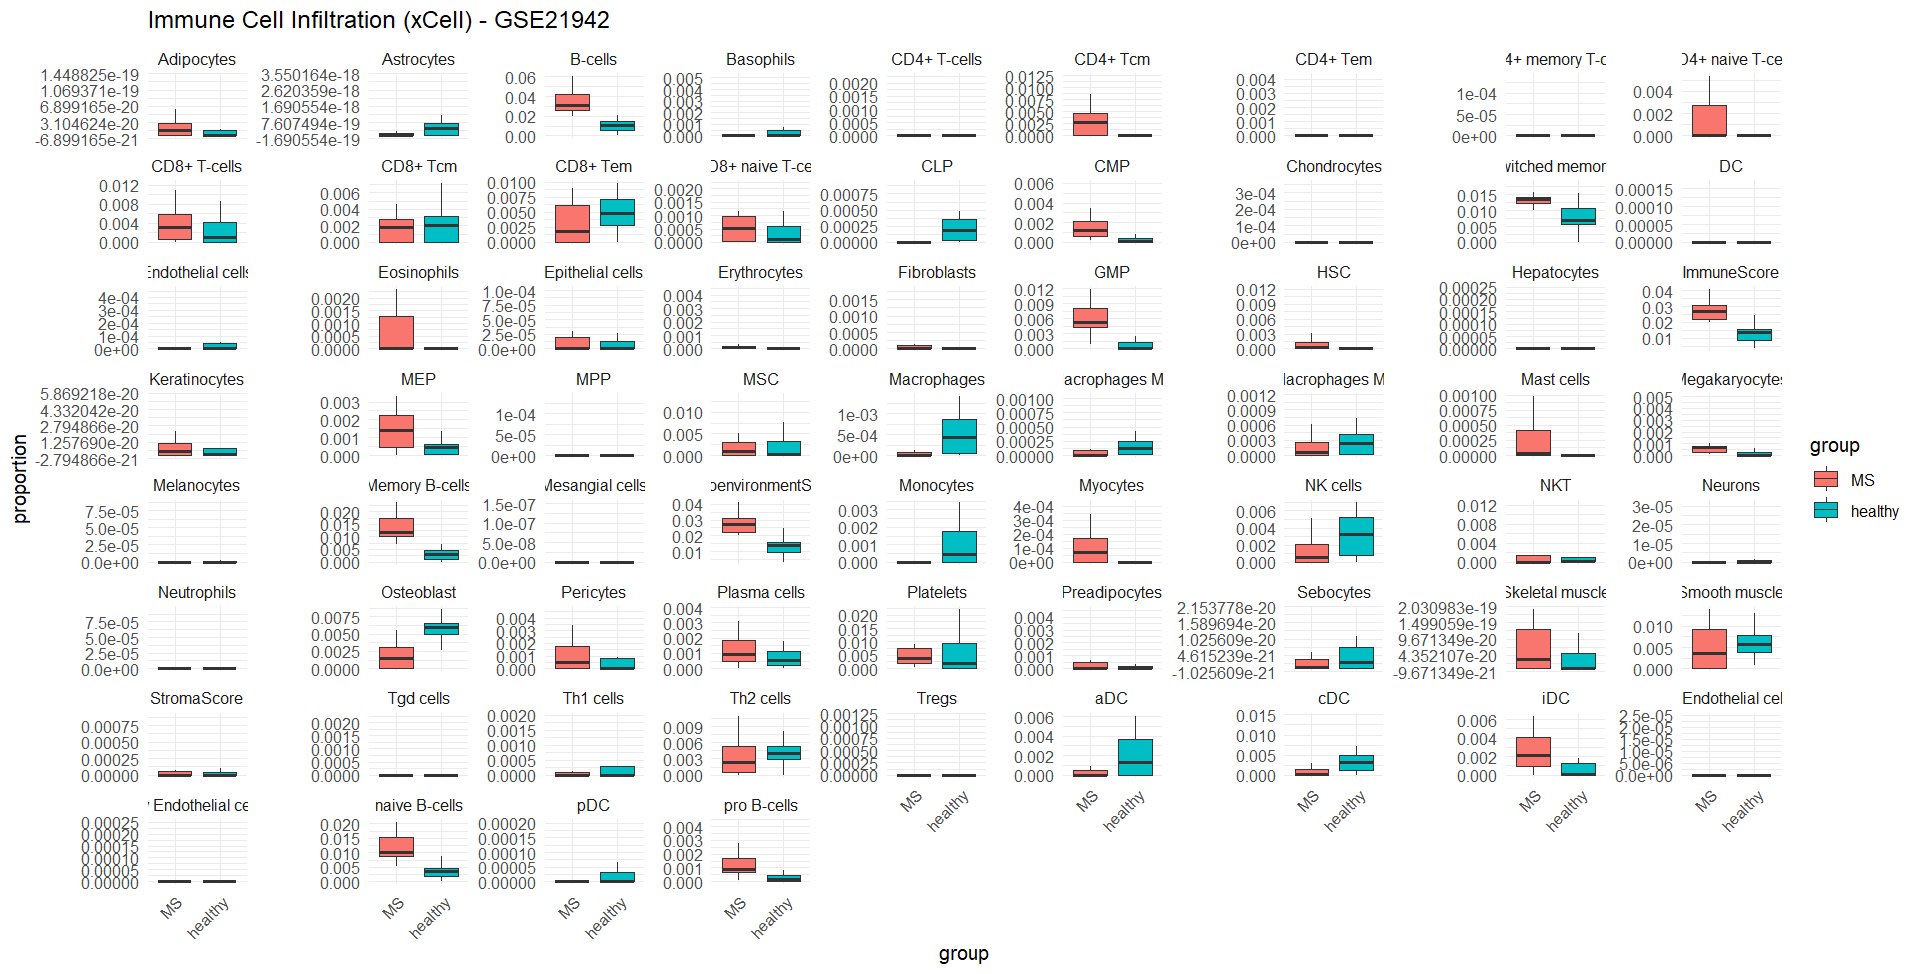 Immune Cell Infiltration (xCell) - GSE21942
Adipocytes Astrocytes B-cells Basophils CD4+ T-cells CD4+ Tcm CD4+ Tem 4+ memory T-c D4+ naive T-ce
1.448825e-19 1.069371e-19 6.899165e-20 3.104624e-20 -6.899165e-21
3.550164e-18 2.620359e-18 1.690554e-18 7.607494e-19 -1.690554e-19
0.06 0.04 0.02 0.00
0.005 0.004 0.003 0.002 0.001 0.000
0.0020 0.0015 0.0010 0.0005 0.0000
0.0125 0.0100 0.0075 0.0050 0.0025 0.0000
0.004 0.003 0.002 0.001 0.000
1e-04 5e-05 0e+00
0.004 0.002 0.000
CD8+ T-cells CD8+ Tcm CD8+ Tem D8+ naive T-ce CLP CMP Chondrocytes witched memor DC
0.012 0.008 0.004 0.000
0.006 0.004 0.002 0.000
0.0100 0.0075 0.0050 0.0025 0.0000
0.0020 0.0015 0.0010 0.0005 0.0000
0.00075 0.00050 0.00025 0.00000
0.006 0.004 0.002 0.000
3e-04 2e-04 1e-04 0e+00
0.015 0.010 0.005 0.000
0.00015 0.00010 0.00005 0.00000
Endothelial cells Eosinophils Epithelial cells Erythrocytes Fibroblasts GMP HSC Hepatocytes ImmuneScore
4e-04 3e-04 2e-04 1e-04 0e+00
0.0020 0.0015 0.0010 0.0005 0.0000
1.0e-04 7.5e-05 5.0e-05 2.5e-05 0.0e+00
0.004 0.003 0.002 0.001 0.000
0.0015 0.0010 0.0005 0.0000
0.012 0.009 0.006 0.003 0.000
0.012 0.009 0.006 0.003 0.000
0.00025 0.00020 0.00015 0.00010 0.00005 0.00000
0.04 0.03 0.02 0.01
Keratinocytes MEP MPP MSC Macrophages acrophages M lacrophages M Mast cells Megakaryocytes
5.869218e-20 4.332042e-20 2.794866e-20 1.257690e-20 -2.794866e-21
0.003 0.002 0.001 0.000
1e-04 5e-05 0e+00
0.010 0.005 0.000
1e-03 5e-04 0e+00
0.00100 0.00075 0.00050 0.00025 0.00000
0.0012 0.0009 0.0006 0.0003 0.0000
0.00100 0.00075 0.00050 0.00025 0.00000
0.005 0.004 0.003 0.002 0.001 0.000
Melanocytes Memory B-cells Mesangial cells oenvironmentS Monocytes Myocytes NK cells NKT Neurons
7.5e-05 5.0e-05 2.5e-05 0.0e+00
0.020 0.015 0.010 0.005 0.000
1.5e-07 1.0e-07 5.0e-08 0.0e+00
0.04 0.03 0.02 0.01
0.003 0.002 0.001 0.000
4e-04 3e-04 2e-04 1e-04 0e+00
0.006 0.004 0.002 0.000
0.012 0.008 0.004 0.000
3e-05 2e-05 1e-05 0e+00
Neutrophils Osteoblast Pericytes Plasma cells Platelets Preadipocytes Sebocytes Skeletal muscle Smooth muscle
7.5e-05 5.0e-05 2.5e-05 0.0e+00
0.0075 0.0050 0.0025 0.0000
0.004 0.003 0.002 0.001 0.000
0.004 0.003 0.002 0.001 0.000
0.020 0.015 0.010 0.005 0.000
0.004 0.003 0.002 0.001 0.000
2.153778e-20 1.589694e-20 1.025609e-20 4.615239e-21 -1.025609e-21
2.030983e-19 1.499059e-19 9.671349e-20 4.352107e-20 -9.671349e-21
0.010 0.005 0.000
StromaScore Tgd cells Th1 cells Th2 cells Tregs aDC cDC iDC Endothelial cel
0.00075 0.00050 0.00025 0.00000
0.0020 0.0015 0.0010 0.0005 0.0000
0.0020 0.0015 0.0010 0.0005 0.0000
0.009 0.006 0.003 0.000
0.00125 0.00100 0.00075 0.00050 0.00025 0.00000
0.006 0.004 0.002 0.000
0.015 0.010 0.005 0.000
0.006 0.004 0.002 0.000
2.5e-05 2.0e-05 1.5e-05 1.0e-05 5.0e-06 0.0e+00
Endothelial ce naive B-cells pDC pro B-cells
0.00025 0.00020 0.00015 0.00010 0.00005 0.00000
0.020 0.015 0.010 0.005 0.000
0.00020 0.00015 0.00010 0.00005 0.00000
0.004 0.003 0.002 0.001 0.000
MS healthy MS healthy MS healthy MS healthy
MS healthy MS healthy MS healthy MS healthy MS healthy
proportion
group
group
MS
healthy